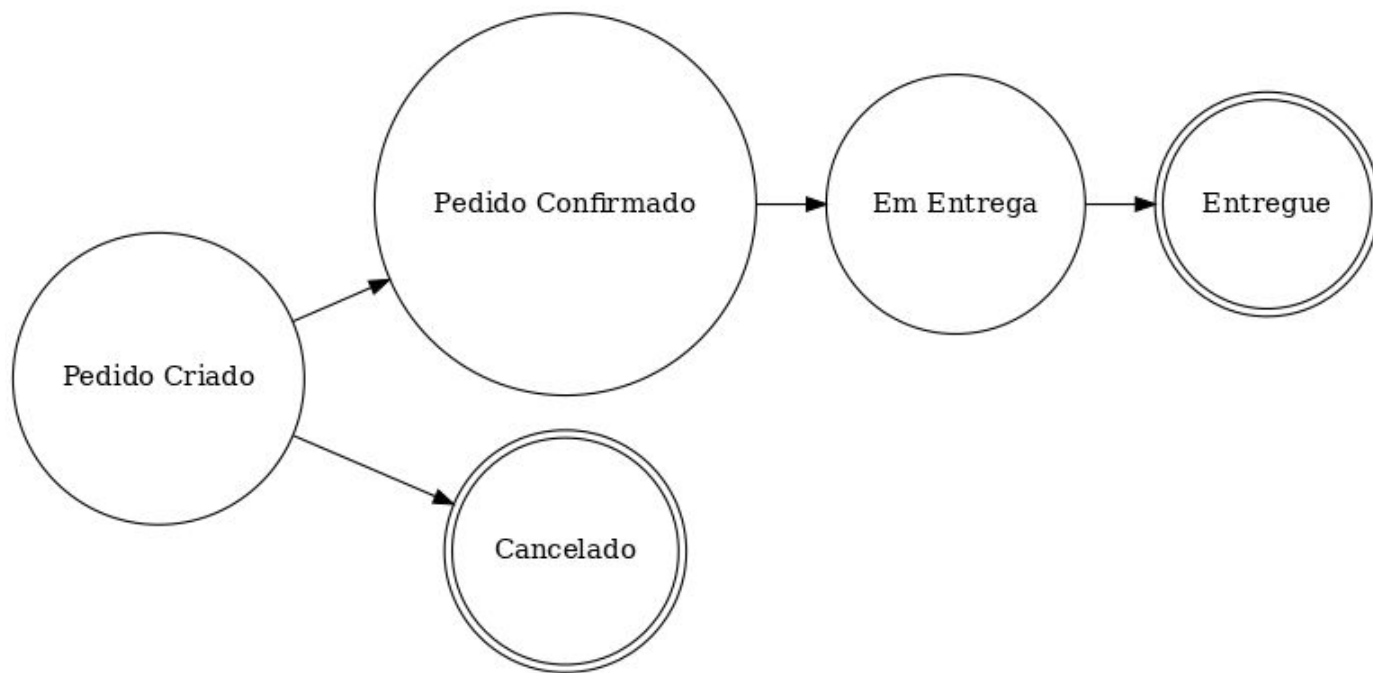 Pedido Criado
Pedido Confirmado
Em Entrega
Entregue
Cancelado